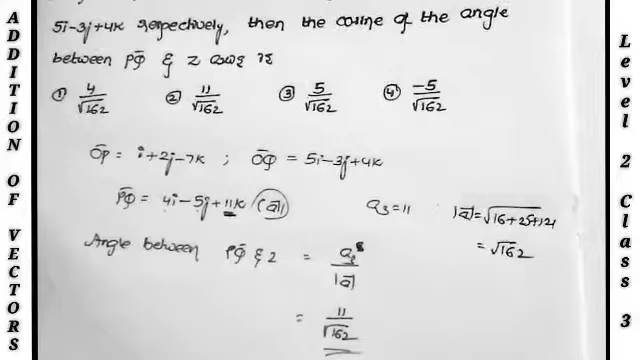 ADDITION OF VECTORS
5i-3j+4k respectively, then the cosine of the angle
between PQ̄ & z is
① 4/√162 ② 11/√162 ③ 5/√162 ④ -5/√162
OP̄ = i+2j-7k ; OQ̄ = 5i-3j+4k
PQ̄ = 4i-5j+11k (|ā|) a₃=11 |ā|=√16+25+121
= √162
Angle between PQ̄ & z = a₃/|ā|
= 11/√162
Level 2 Class 3